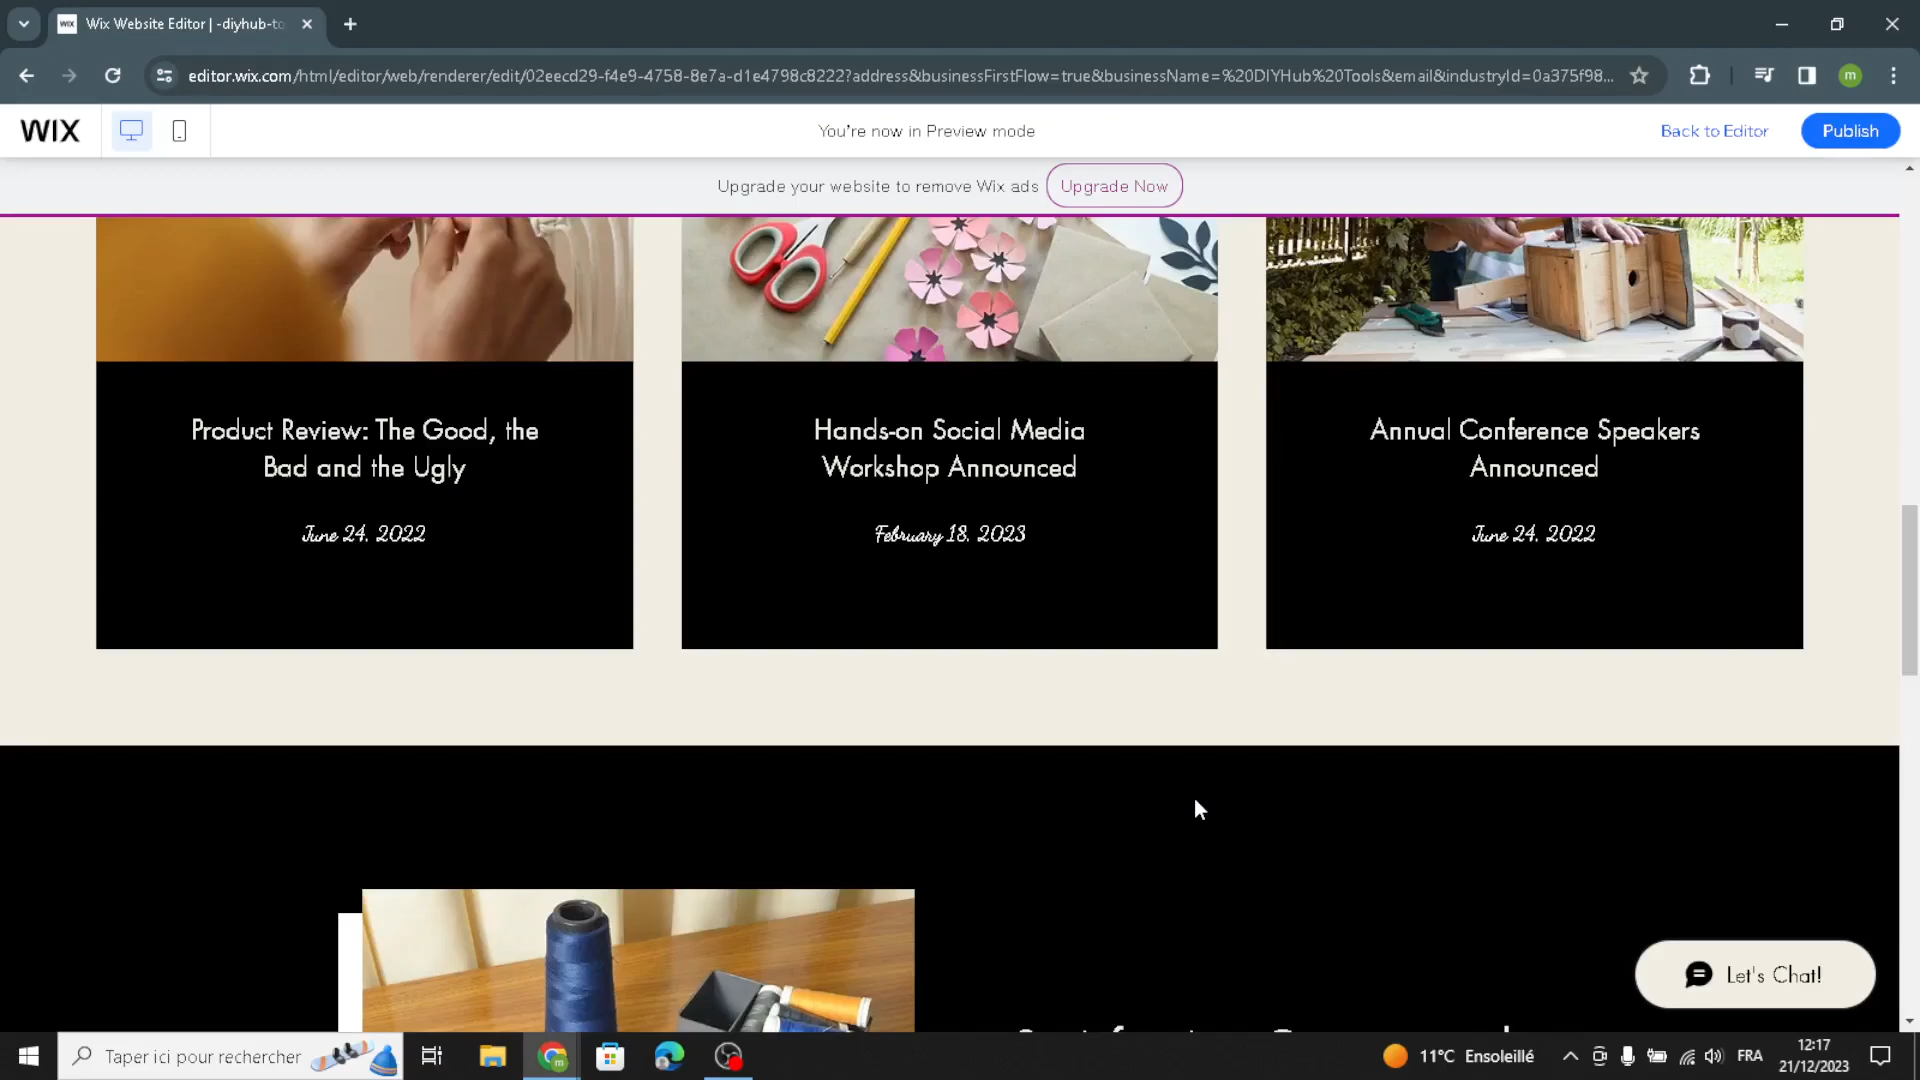 WIX
Wix Website Editor | -diyhub-to
editor.wix.com/html/editor/web/renderer/edit/02eecd29-f4e9-4758-8e7a-d1e4798c8222?address&businessFirstFlow=true&businessName=%20DIYHub%20Tools&email&industryId=0a375f98...
m
WIX
You're now in Preview mode
Back to Editor
Publish
Upgrade your website to remove Wix ads
Upgrade Now
Product Review: The Good, the
Bad and the Ugly
June 24, 2022
Hands-on Social Media
Workshop Announced
February 18, 2023
Annual Conference Speakers
Announced
June 24, 2022
Let's Chat!
Taper ici pour rechercher
m
11°C Ensoleillé
FRA
12:17
21/12/2023